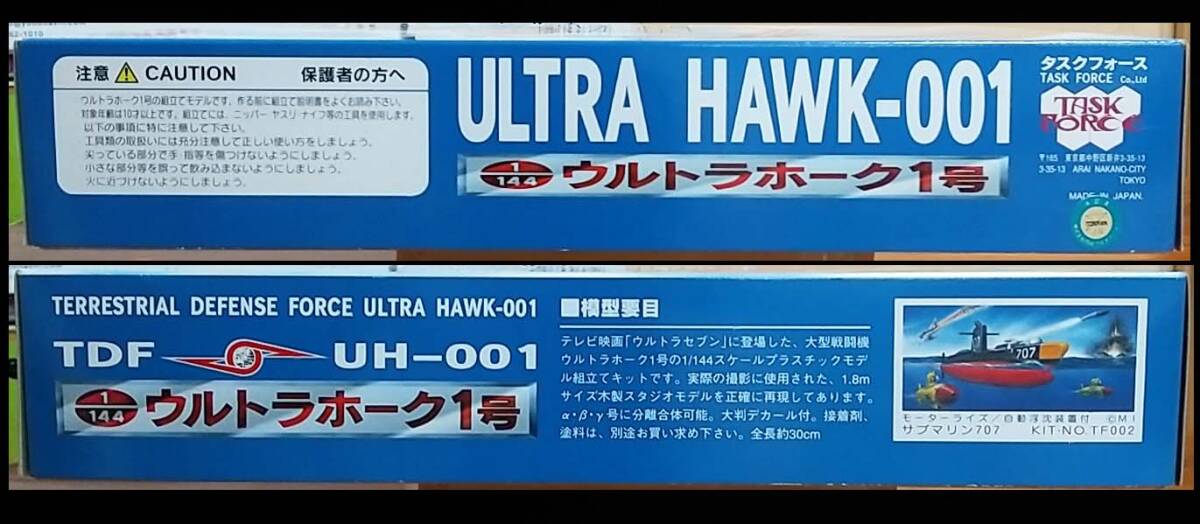 注意 CAUTION 保護者の方へ
ウルトラホーク1号の組立てモデルです。作る前に組立て説明書をよくお読み下さい。
対象年齢は10才以上です。組立てには、ニッパー ヤスリ ナイフ等の工具を使用します。
以下の事項に特に注意して下さい。
工具類の取扱いには充分注意して正しい使い方をしましょう。
尖っている部分で手・指等を傷つけないようにしましょう。
小さな部分等を誤って飲み込まないようにしましょう。
火に近づけないようにしましょう。
ULTRA HAWK-001
1/144 ウルトラホーク1号
タスクフォース
TASK FORCE Co.,Ltd
TASK
FORCE
〒165 東京都中野区新井3-35-13
3-35-13 ARAI NAKANO-CITY
TOKYO
MADE IN JAPAN.
TERRESTRIAL DEFENSE FORCE ULTRA HAWK-001
TDF UH-001
1/144 ウルトラホーク1号
■模型要目
テレビ映画「ウルトラセブン」に登場した、大型戦闘機
ウルトラホーク1号の1/144スケールプラスチックモデ
ル組立てキットです。実際の撮影に使用された、1.8m
サイズ木製スタジオモデルを正確に再現してあります。
α・β・γ号に分離合体可能。大判デカール付。接着剤、
塗料は、別途お買い求め下さい。全長約30cm
707
モーターライズ/自動浮沈装置付 ©M I
サブマリン707 KIT-NO.TF002